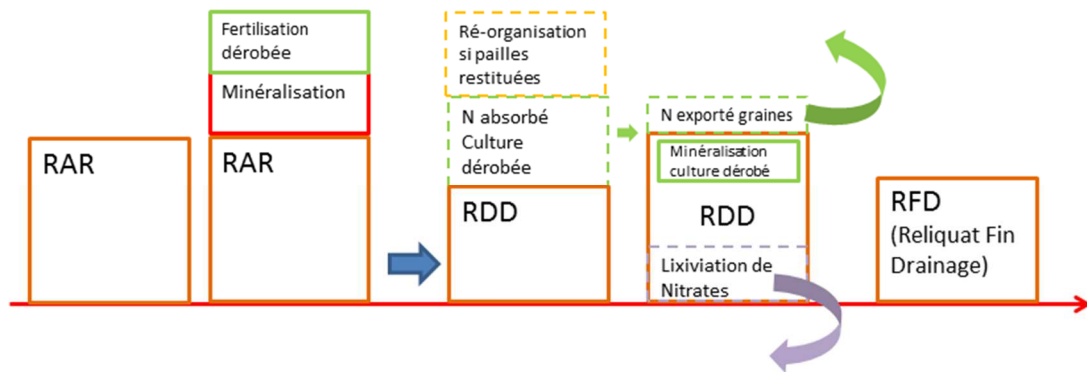 RAR
Fertilisation
dérobée
Minéralisation
RAR
Ré-organisation
si pailles
restituées
N absorbé
Culture
dérobée
RDD
N exporté graines
Minéralisation
culture dérobé
RDD
Lixiviation de
Nitrates
RFD
(Reliquat Fin
Drainage)